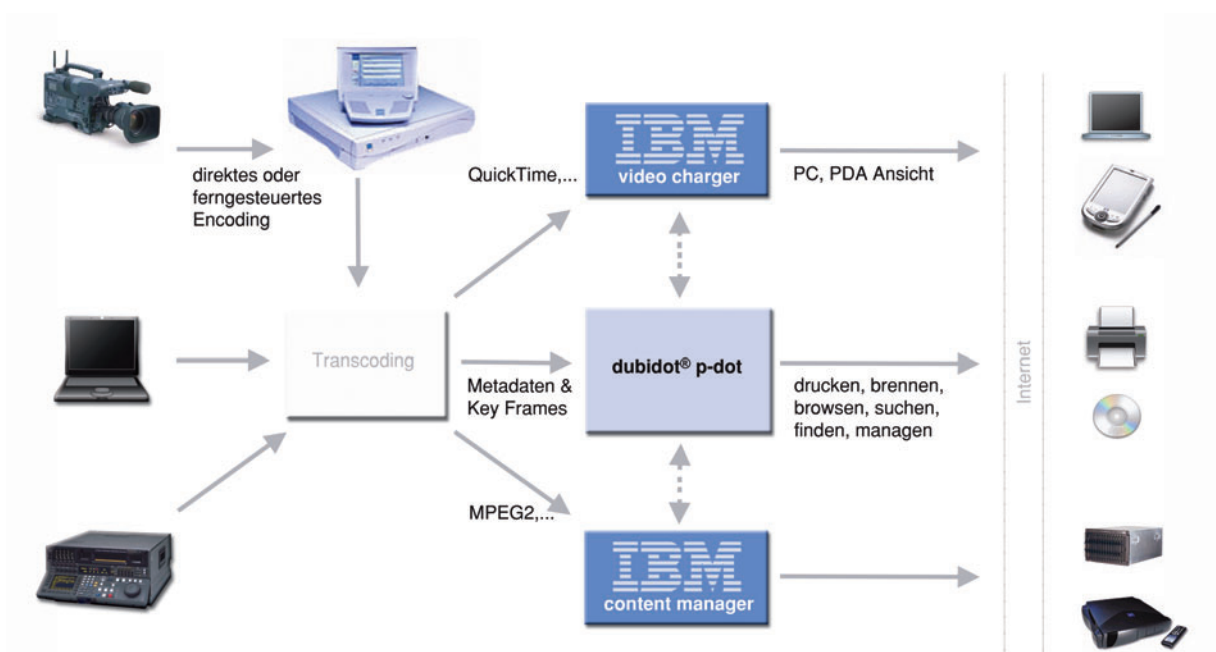 direktes oder
ferngesteuertes
Encoding
QuickTime,...
IBM
video charger
PC, PDA Ansicht
Transcoding
Metadaten &
Key Frames
dubidot® p-dot
drucken, brennen,
browsen, suchen,
finden, managen
Internet
MPEG2,...
IBM
content manager